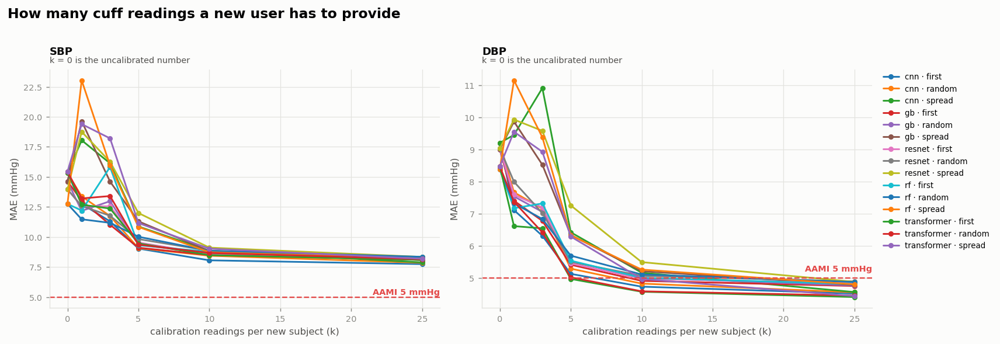 How many cuff readings a new user has to provide
SBP
k = 0 is the uncalibrated number
22.5
20.0
17.5
15.0
12.5
10.0
7.5
5.0
MAE (mmHg)
AAMI 5 mmHg
0
5
10
15
20
25
calibration readings per new subject (k)
DBP
k = 0 is the uncalibrated number
11
10
9
8
7
6
5
MAE (mmHg)
AAMI 5 mmHg
0
5
10
15
20
25
calibration readings per new subject (k)
cnn · first
cnn · random
cnn · spread
gb · first
gb · random
gb · spread
resnet · first
resnet · random
resnet · spread
rf · first
rf · random
rf · spread
transformer · first
transformer · random
transformer · spread